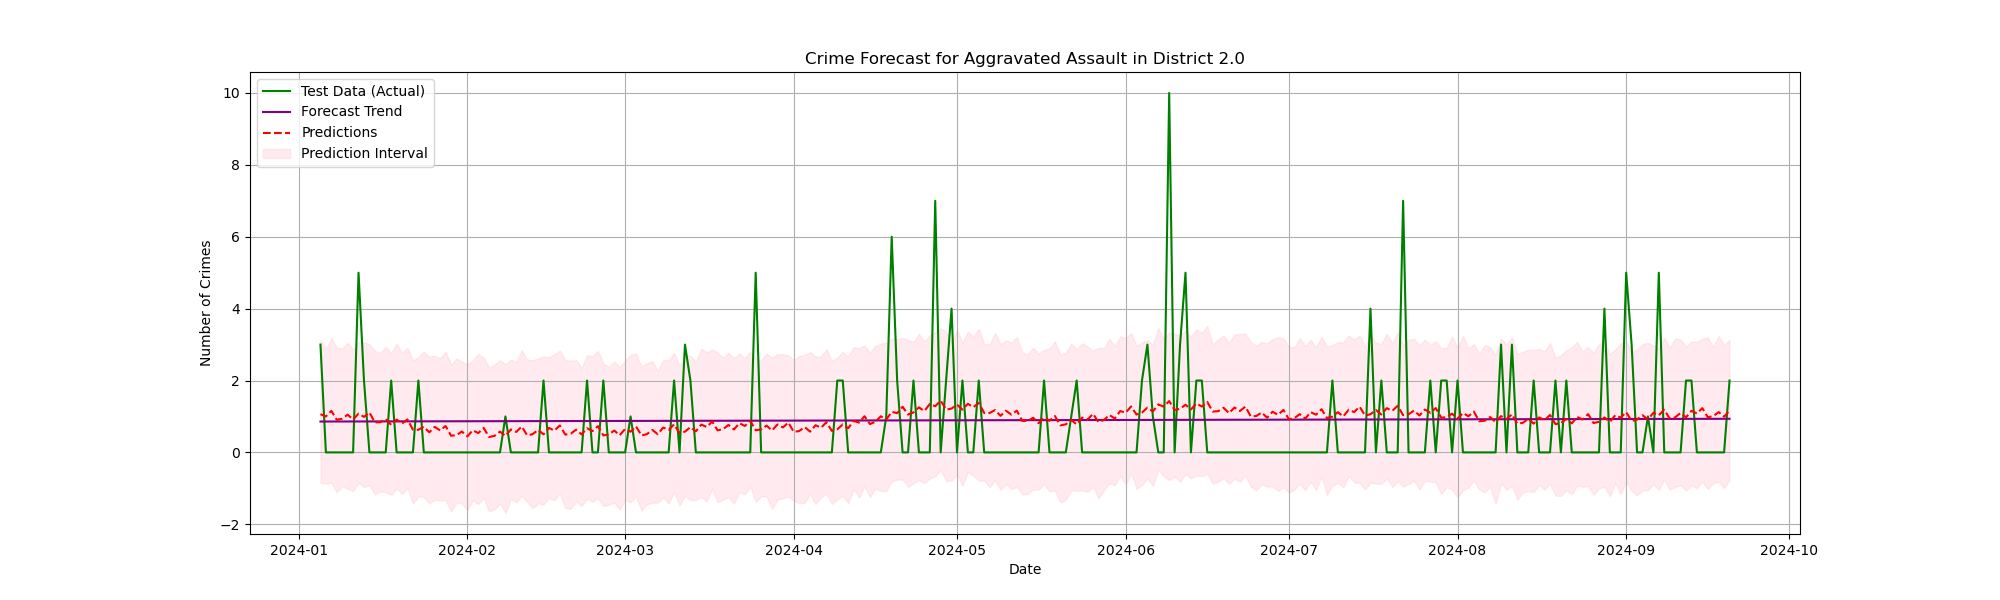 Crime Forecast for Aggravated Assault in District 2.0
Test Data (Actual)
Forecast Trend
Predictions
Prediction Interval
Number of Crimes
10
8
6
4
2
0
−2
2024-01 2024-02 2024-03 2024-04 2024-05 2024-06 2024-07 2024-08 2024-09 2024-10
Date